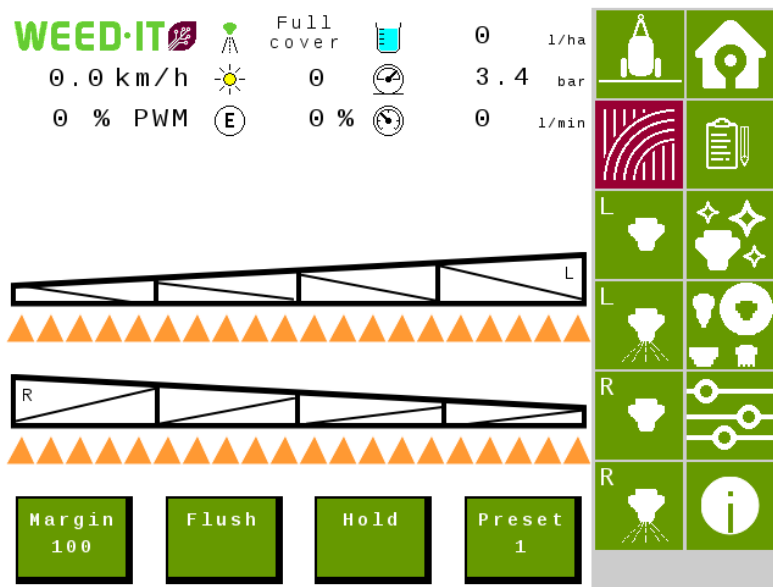 WEED-IT
Full
cover
0 l/ha
0.0 km/h
0
3.4 bar
0 % PWM
E
0 %
0 l/min
L
L
L
R
R
R
Margin
100
Flush
Hold
Preset
1
i